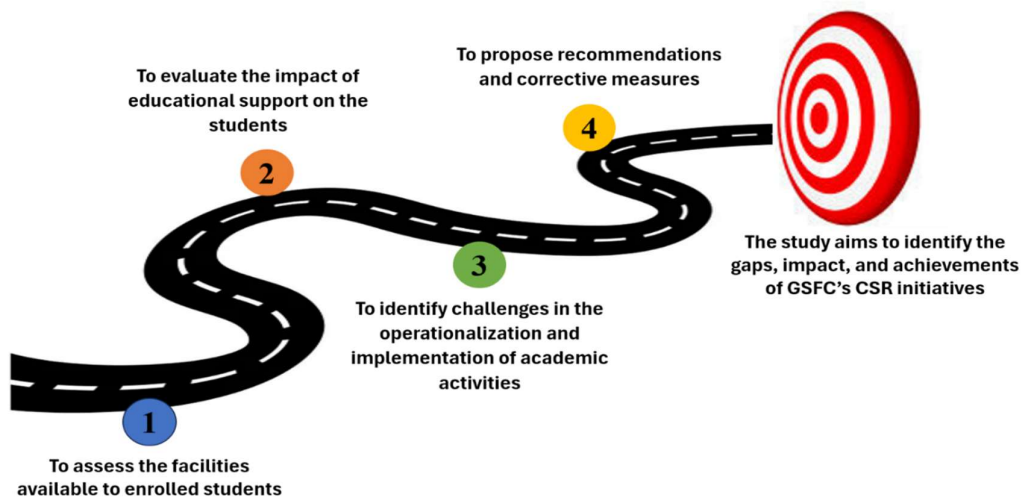 1
To assess the facilities
available to enrolled students
2
To evaluate the impact of
educational support on the
students
3
To identify challenges in the
operationalization and
implementation of academic
activities
4
To propose recommendations
and corrective measures
The study aims to identify the
gaps, impact, and achievements
of GSFC’s CSR initiatives